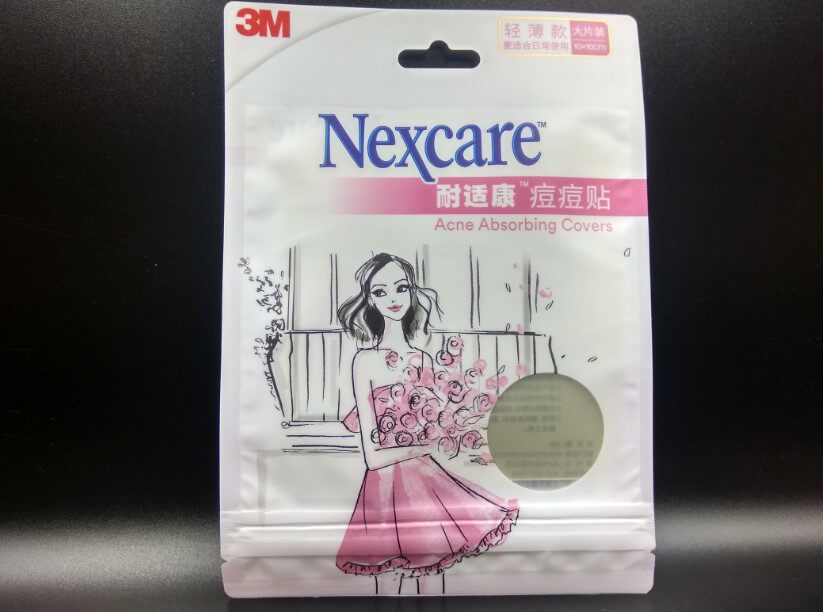 3M
轻薄款
更适合日常使用
大片装
10×10cm
Nexcare™
耐适康™痘痘贴
Acne Absorbing Covers